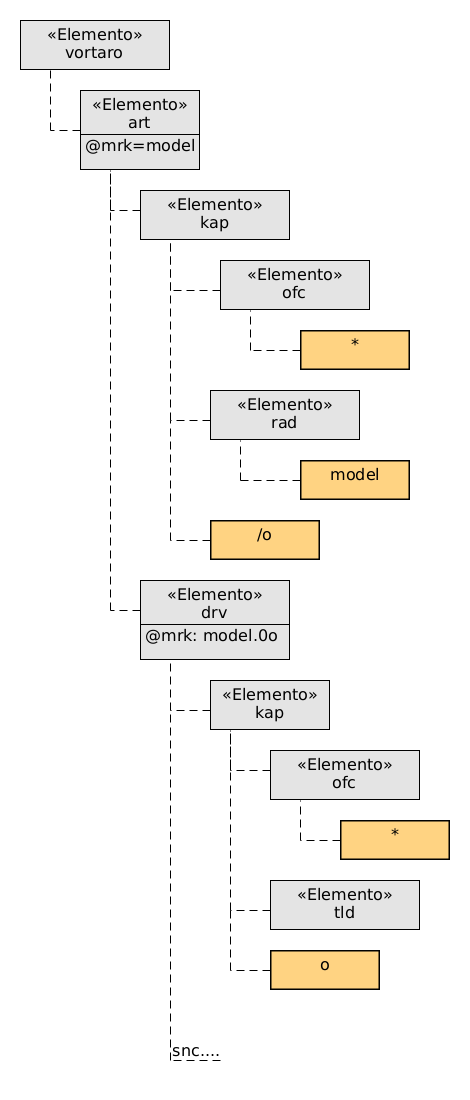 «Elemento»
vortaro
«Elemento»
art
@mrk=model
«Elemento»
kap
«Elemento»
ofc
*
«Elemento»
rad
model
/o
«Elemento»
drv
@mrk: model.0o
«Elemento»
kap
«Elemento»
ofc
*
«Elemento»
tld
o
snc....